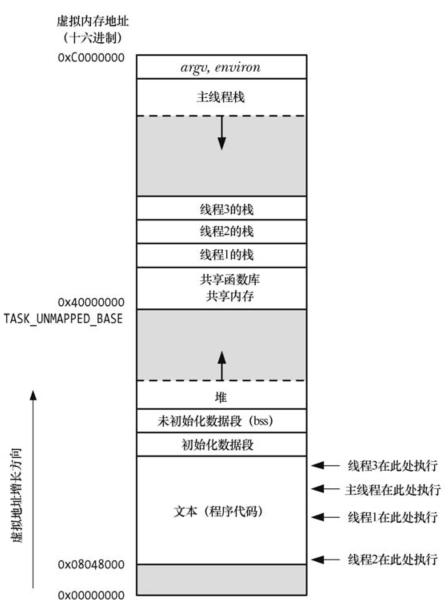 虚拟内存地址
(十六进制)
0xC0000000
argv, environ
主线程栈
线程3的栈
线程2的栈
线程1的栈
共享函数库
共享内存
0x40000000
TASK_UNMAPPED_BASE
堆
未初始化数据段（bss）
初始化数据段
线程3在此处执行
主线程在此处执行
文本（程序代码）
线程1在此处执行
线程2在此处执行
虚拟地址增长方向
0x08048000
0x00000000